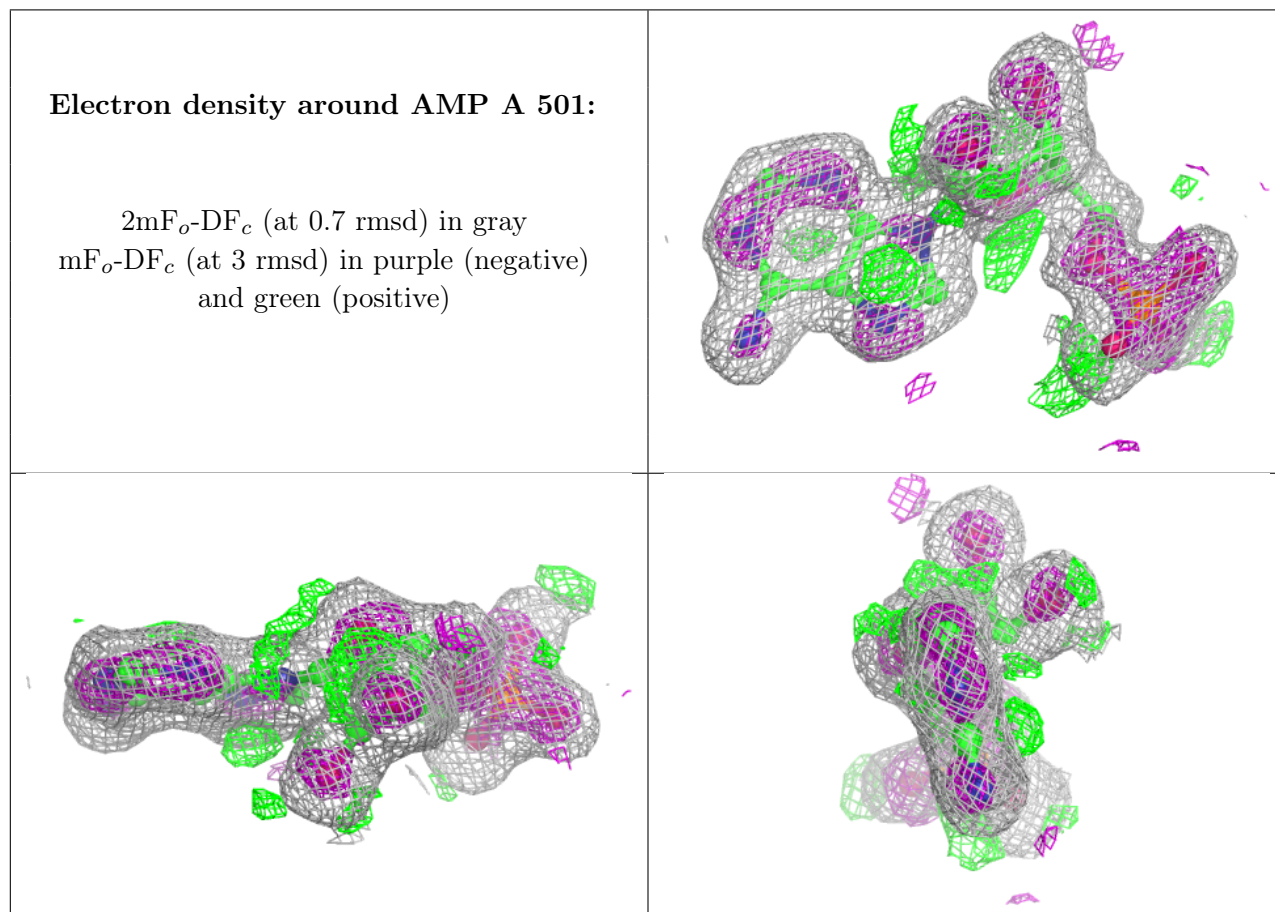 Electron density around AMP A 501:
2mFo-DFc (at 0.7 rmsd) in gray
mFo-DFc (at 3 rmsd) in purple (negative)
and green (positive)